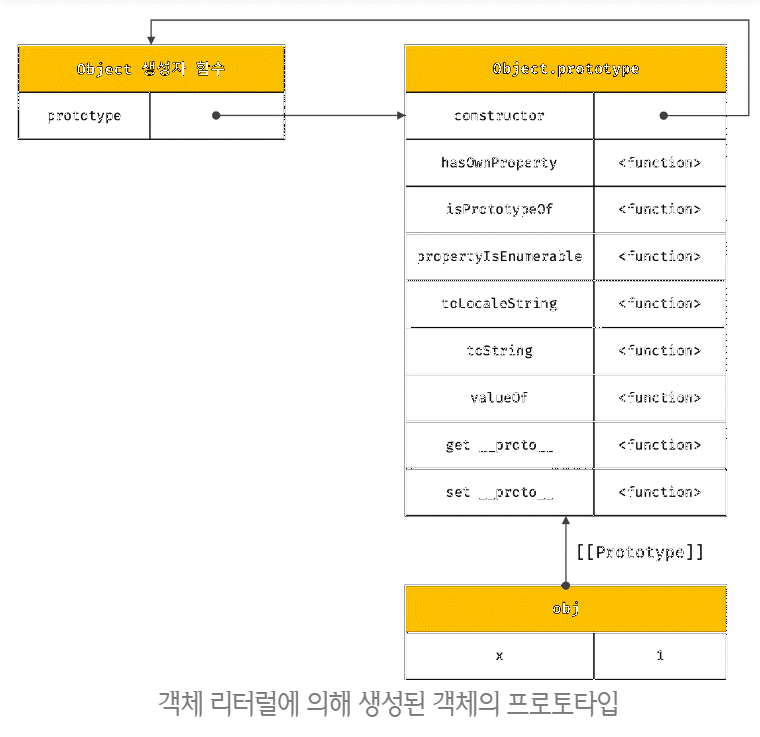 Object 생성자 함수
prototype
Object.prototype
constructor
hasOwnProperty <function>
isPrototypeOf <function>
propertyIsEnumerable <function>
toLocaleString <function>
toString <function>
valueOf <function>
get __proto__ <function>
set __proto__ <function>
[[Prototype]]
obj
x 1
객체 리터럴에 의해 생성된 객체의 프로토타입